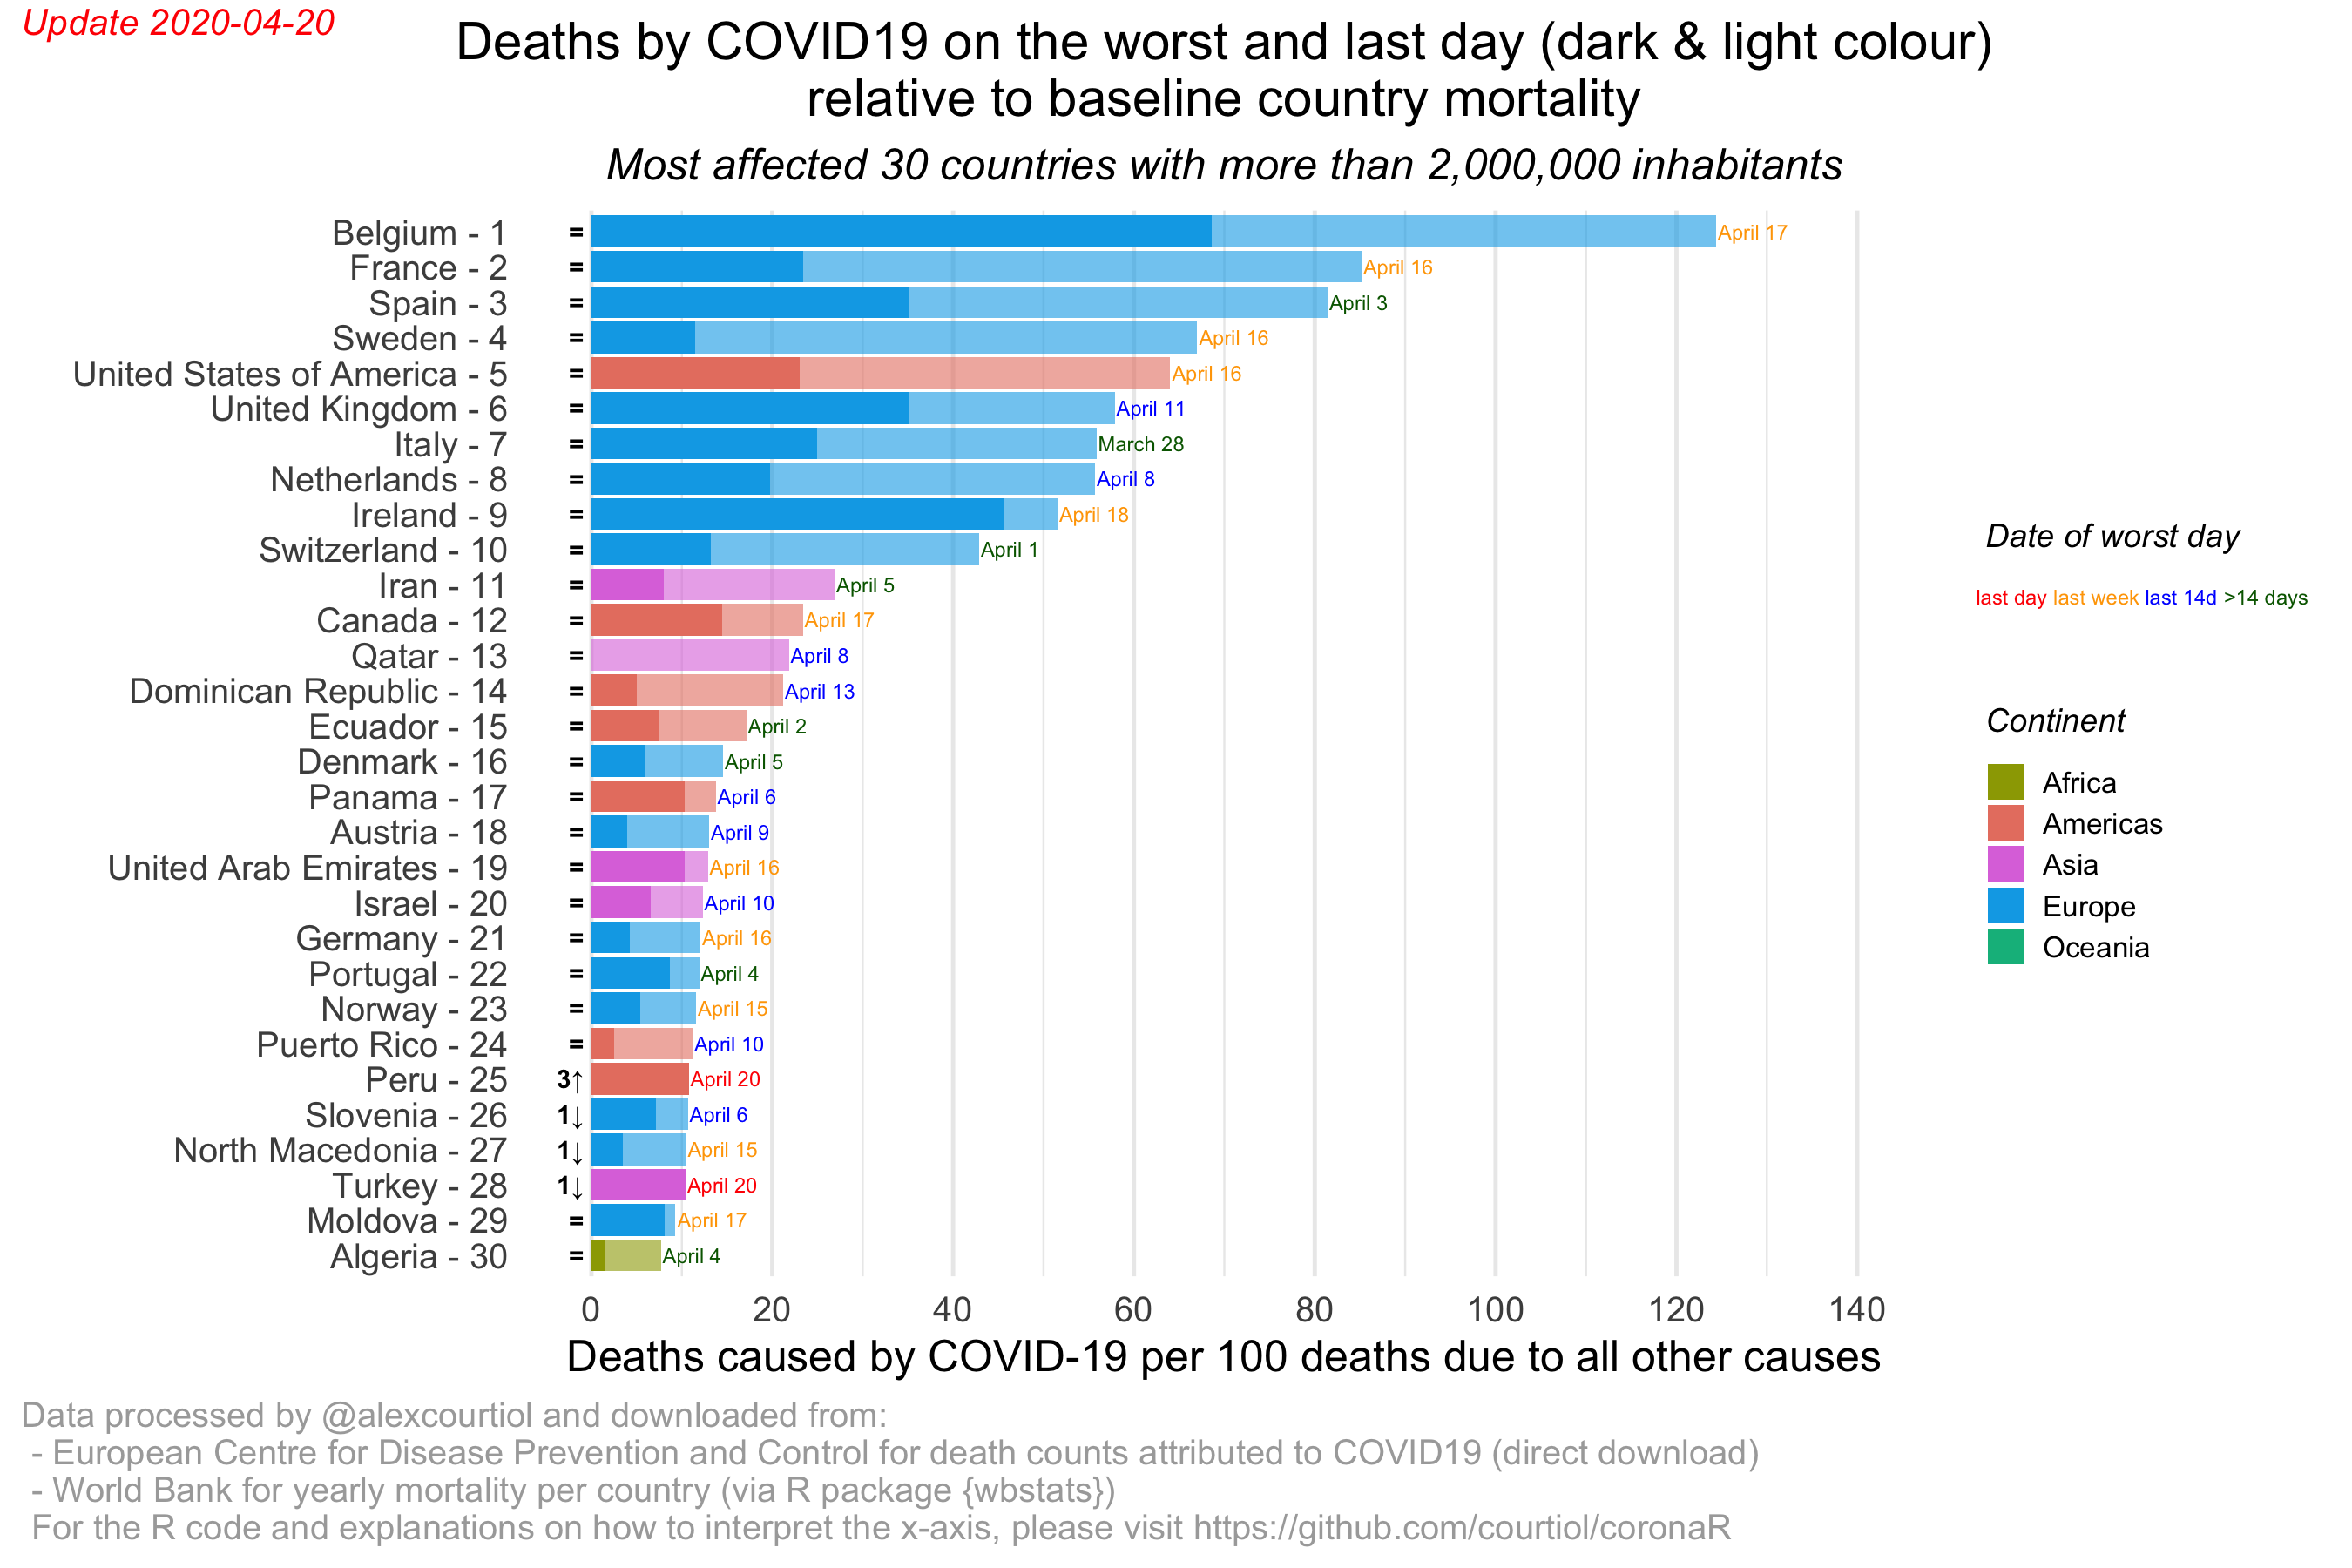 Update 2020-04-20
Deaths by COVID19 on the worst and last day (dark & light colour)
relative to baseline country mortality
Most affected 30 countries with more than 2,000,000 inhabitants
Belgium - 1 = April 17
France - 2 = April 16
Spain - 3 = April 3
Sweden - 4 = April 16
United States of America - 5 = April 16
United Kingdom - 6 = April 11
Italy - 7 = March 28
Netherlands - 8 = April 8
Ireland - 9 = April 18
Switzerland - 10 = April 1
Iran - 11 = April 5
Canada - 12 = April 17
Qatar - 13 = April 8
Dominican Republic - 14 = April 13
Ecuador - 15 = April 2
Denmark - 16 = April 5
Panama - 17 = April 6
Austria - 18 = April 9
United Arab Emirates - 19 = April 16
Israel - 20 = April 10
Germany - 21 = April 16
Portugal - 22 = April 4
Norway - 23 = April 15
Puerto Rico - 24 = April 10
Peru - 25 3↑ April 20
Slovenia - 26 1↓ April 6
North Macedonia - 27 1↓ April 15
Turkey - 28 1↓ April 20
Moldova - 29 = April 17
Algeria - 30 = April 4
0 20 40 60 80 100 120 140
Deaths caused by COVID-19 per 100 deaths due to all other causes
Date of worst day
last day last week last 14d >14 days
Continent
Africa
Americas
Asia
Europe
Oceania
Data processed by @alexcourtiol and downloaded from:
- European Centre for Disease Prevention and Control for death counts attributed to COVID19 (direct download)
- World Bank for yearly mortality per country (via R package {wbstats})
For the R code and explanations on how to interpret the x-axis, please visit https://github.com/courtiol/coronaR